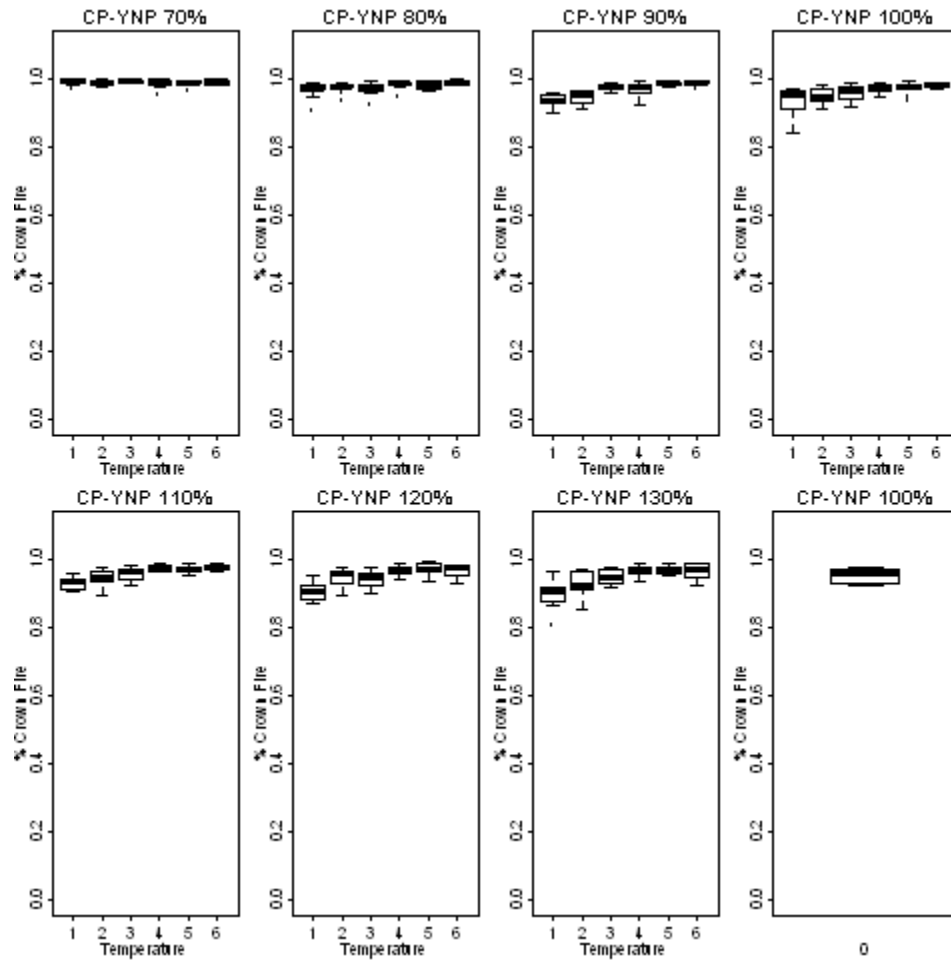 CP-YNP 70%
% Crown Fire
1.0
0.8
0.6
0.4
0.2
0.0
1 2 3 4 5 6
Temperature
CP-YNP 80%
% Crown Fire
1.0
0.8
0.6
0.4
0.2
0.0
1 2 3 4 5 6
Temperature
CP-YNP 90%
% Crown Fire
1.0
0.8
0.6
0.4
0.2
0.0
1 2 3 4 5 6
Temperature
CP-YNP 100%
% Crown Fire
1.0
0.8
0.6
0.4
0.2
0.0
1 2 3 4 5 6
Temperature
CP-YNP 110%
% Crown Fire
1.0
0.8
0.6
0.4
0.2
0.0
1 2 3 4 5 6
Temperature
CP-YNP 120%
% Crown Fire
1.0
0.8
0.6
0.4
0.2
0.0
1 2 3 4 5 6
Temperature
CP-YNP 130%
% Crown Fire
1.0
0.8
0.6
0.4
0.2
0.0
1 2 3 4 5 6
Temperature
CP-YNP 100%
% Crown Fire
1.0
0.8
0.6
0.4
0.2
0.0
0